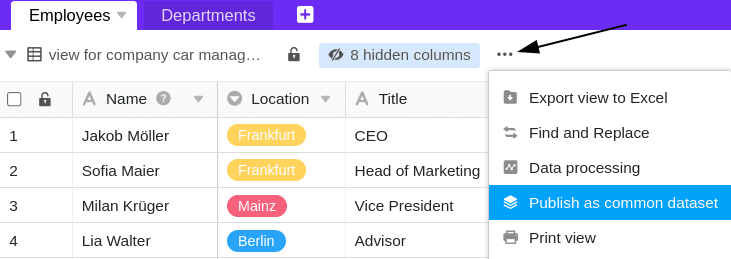 Employees Departments
view for company car manag… 8 hidden columns
Name Location Title
1 Jakob Möller Frankfurt CEO
2 Sofia Maier Frankfurt Head of Marketing
3 Milan Krüger Mainz Vice President
4 Lia Walter Berlin Advisor
Export view to Excel
Find and Replace
Data processing
Publish as common dataset
Print view